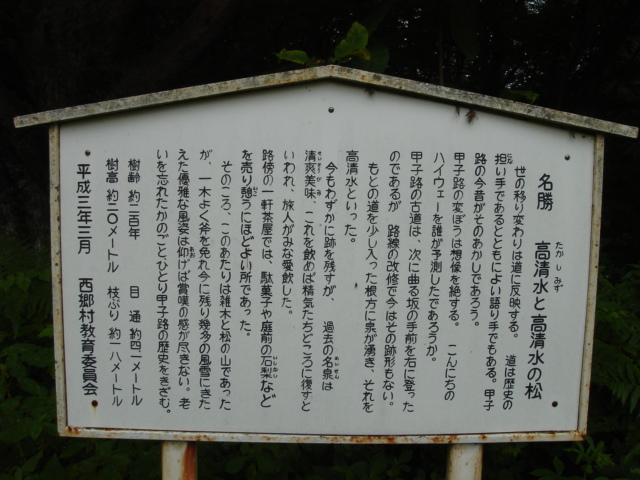 名勝　高清水と高清水の松
たかしみず
世の移り変わりは道に反映する。　道は歴史の
担い手であるとともによい語り手でもある。甲子
路の今昔がそのあかしであろう。
甲子路の変ぼうは想像を絶する。　こんにちの
ハイウェーを誰が予測したであろうか。
甲子路の古道は、次に曲る坂の手前を右に登った
のであるが　路線の改修で今はその跡形もない。
もとの道を少し入った根方に泉が湧き、それを
高清水といった。
今もわずかに跡を残すが、　過去の名泉は
清爽美味、これを飲めば精気たちどころに復すと
いわれ、旅人がみな愛飲した。
路傍の一軒茶屋では、駄菓子や庭前の石梨など
を売り憩うにほどよい所であった。
そのころ、このあたりは雑木と松の山であった
が、一木よく斧を免れ今に残り幾多の風雪にきた
えた優雅な風姿は仰げば賞嘆の感が尽きない。老
いを忘れたかのごとひとり甲子路の歴史をきざむ。
樹齢 約二百年　　目　通 約四一メートル
樹高 約二〇メートル　枝ぶり 約一八メートル
平成三年三月　西郷村教育委員会